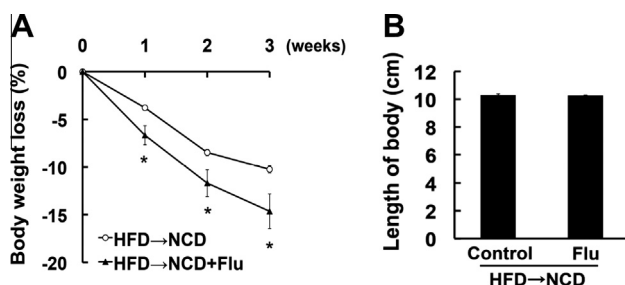 A
0 1 2 3 (weeks)
Body weight loss (%)
0
-5
-10
-15
-20
*
*
*
HFD→NCD
HFD→NCD+Flu
B
Length of body (cm)
12
10
8
6
4
2
0
Control Flu
HFD→NCD